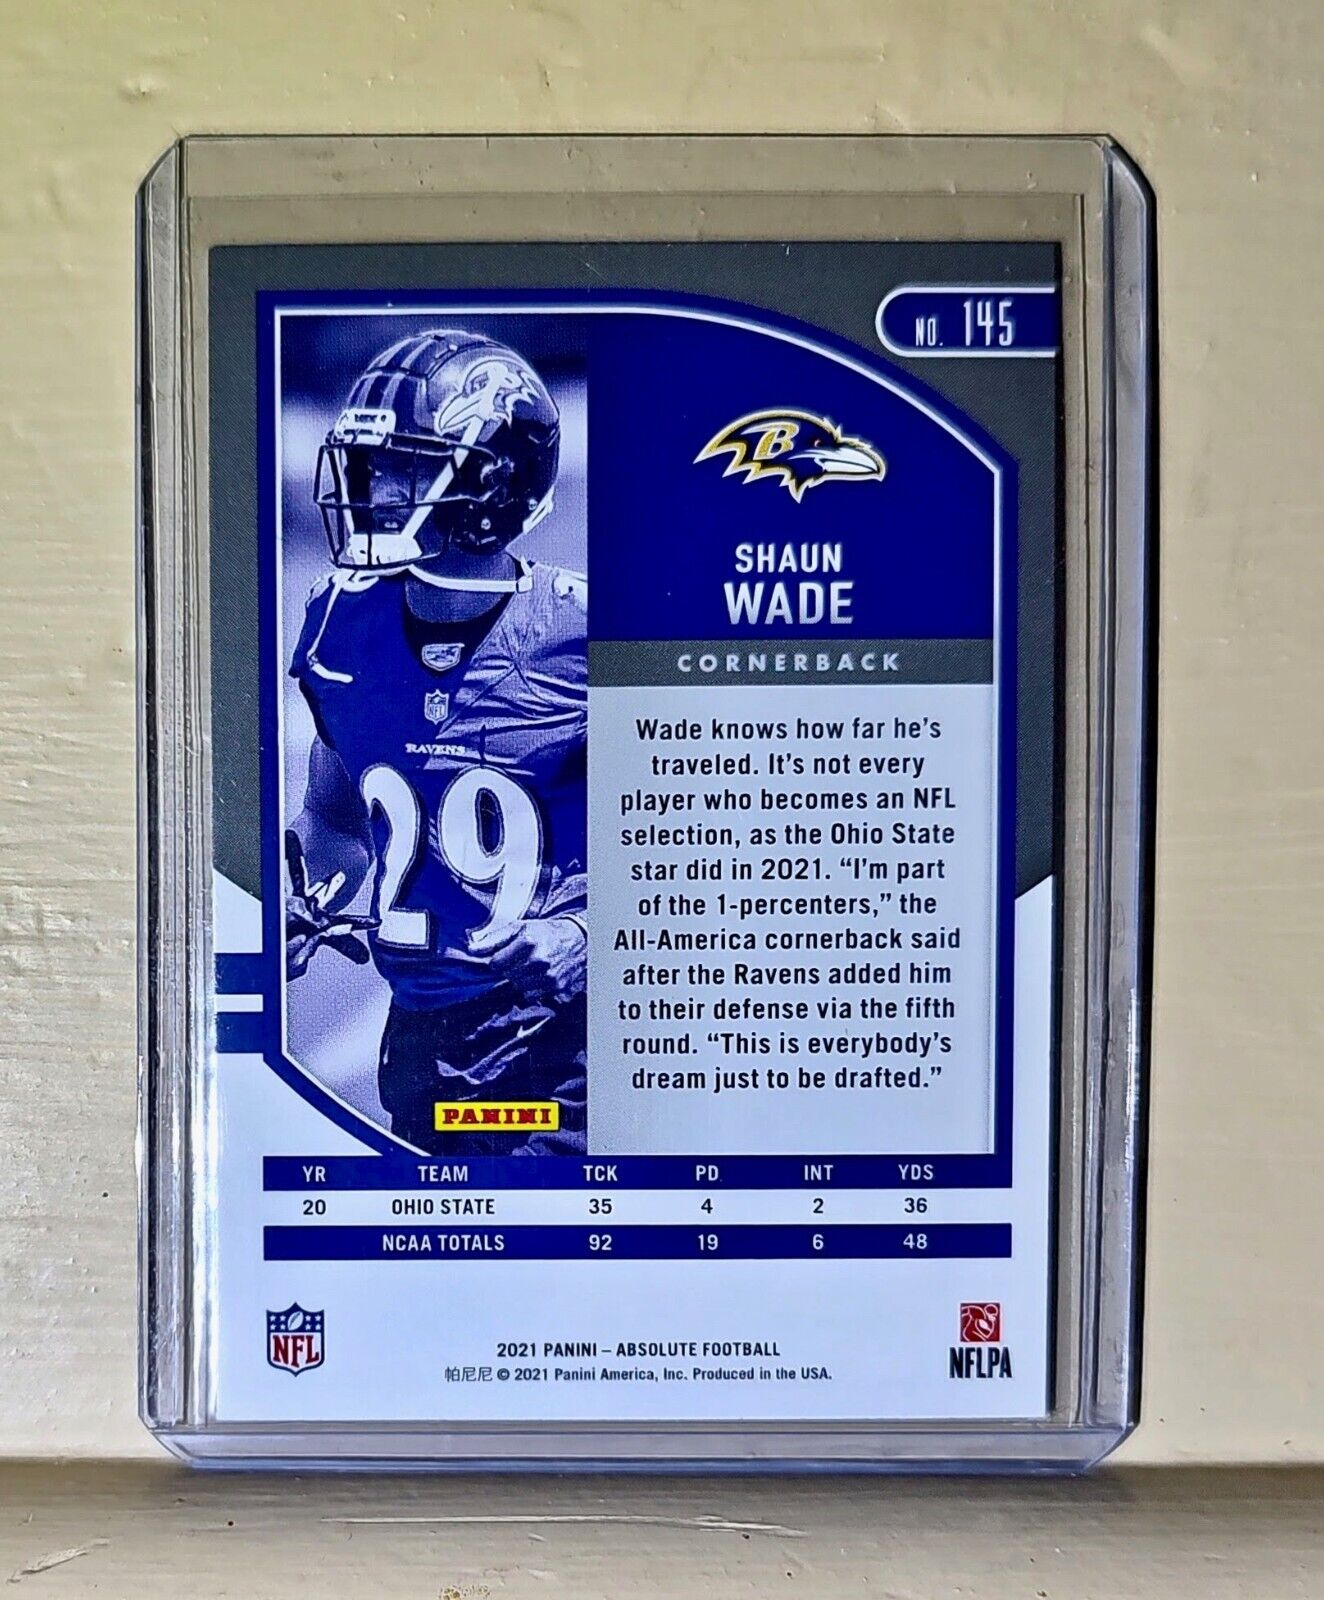 NO. 145
B
SHAUN
WADE
CORNERBACK
RAVENS
29
NFL
Wade knows how far he's
traveled. It's not every
player who becomes an NFL
selection, as the Ohio State
star did in 2021. “I'm part
of the 1-percenters,” the
All-America cornerback said
after the Ravens added him
to their defense via the fifth
round. “This is everybody's
dream just to be drafted.”
PANINI
YR TEAM TCK PD INT YDS
20 OHIO STATE 35 4 2 36
NCAA TOTALS 92 19 6 48
NFL
2021 PANINI – ABSOLUTE FOOTBALL
帕尼尼 © 2021 Panini America, Inc. Produced in the USA.
NFLPA